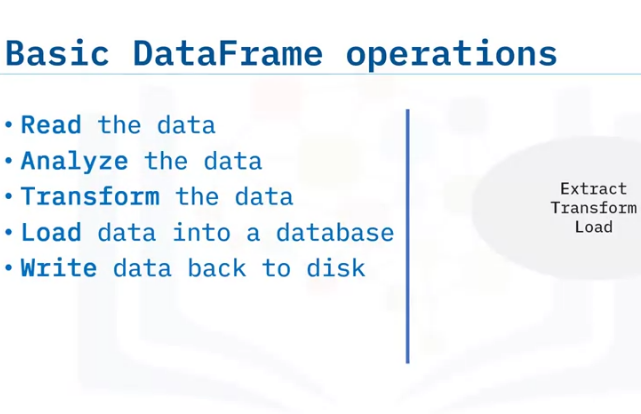 Basic DataFrame operations
• Read the data
• Analyze the data
• Transform the data
• Load data into a database
• Write data back to disk
Extract
Transform
Load